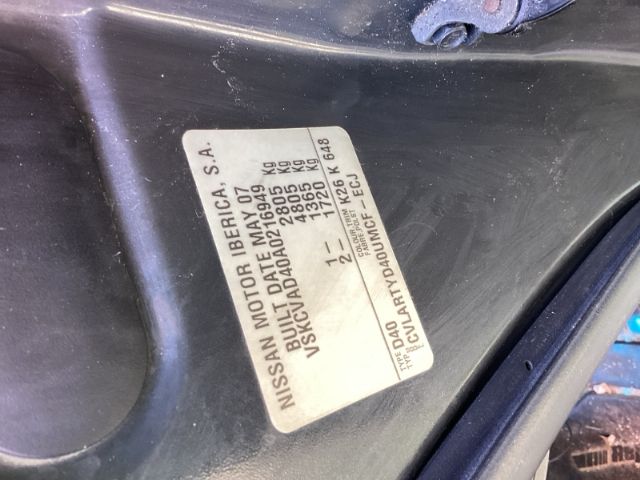 NISSAN MOTOR IBERICA, S.A.
BUILT DATE MAY 07
VSKCVAD40A0216949
2805 Kg
4805 Kg
1- 1365 Kg
2- 1720 Kg
COLOUR, TRIM K26 K 648
TYPE D40
CVLARTYD40UMCF-ECJ